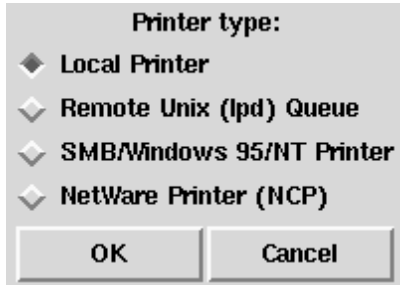 Printer type:
Local Printer
Remote Unix (lpd) Queue
SMB/Windows 95/NT Printer
NetWare Printer (NCP)
OK
Cancel